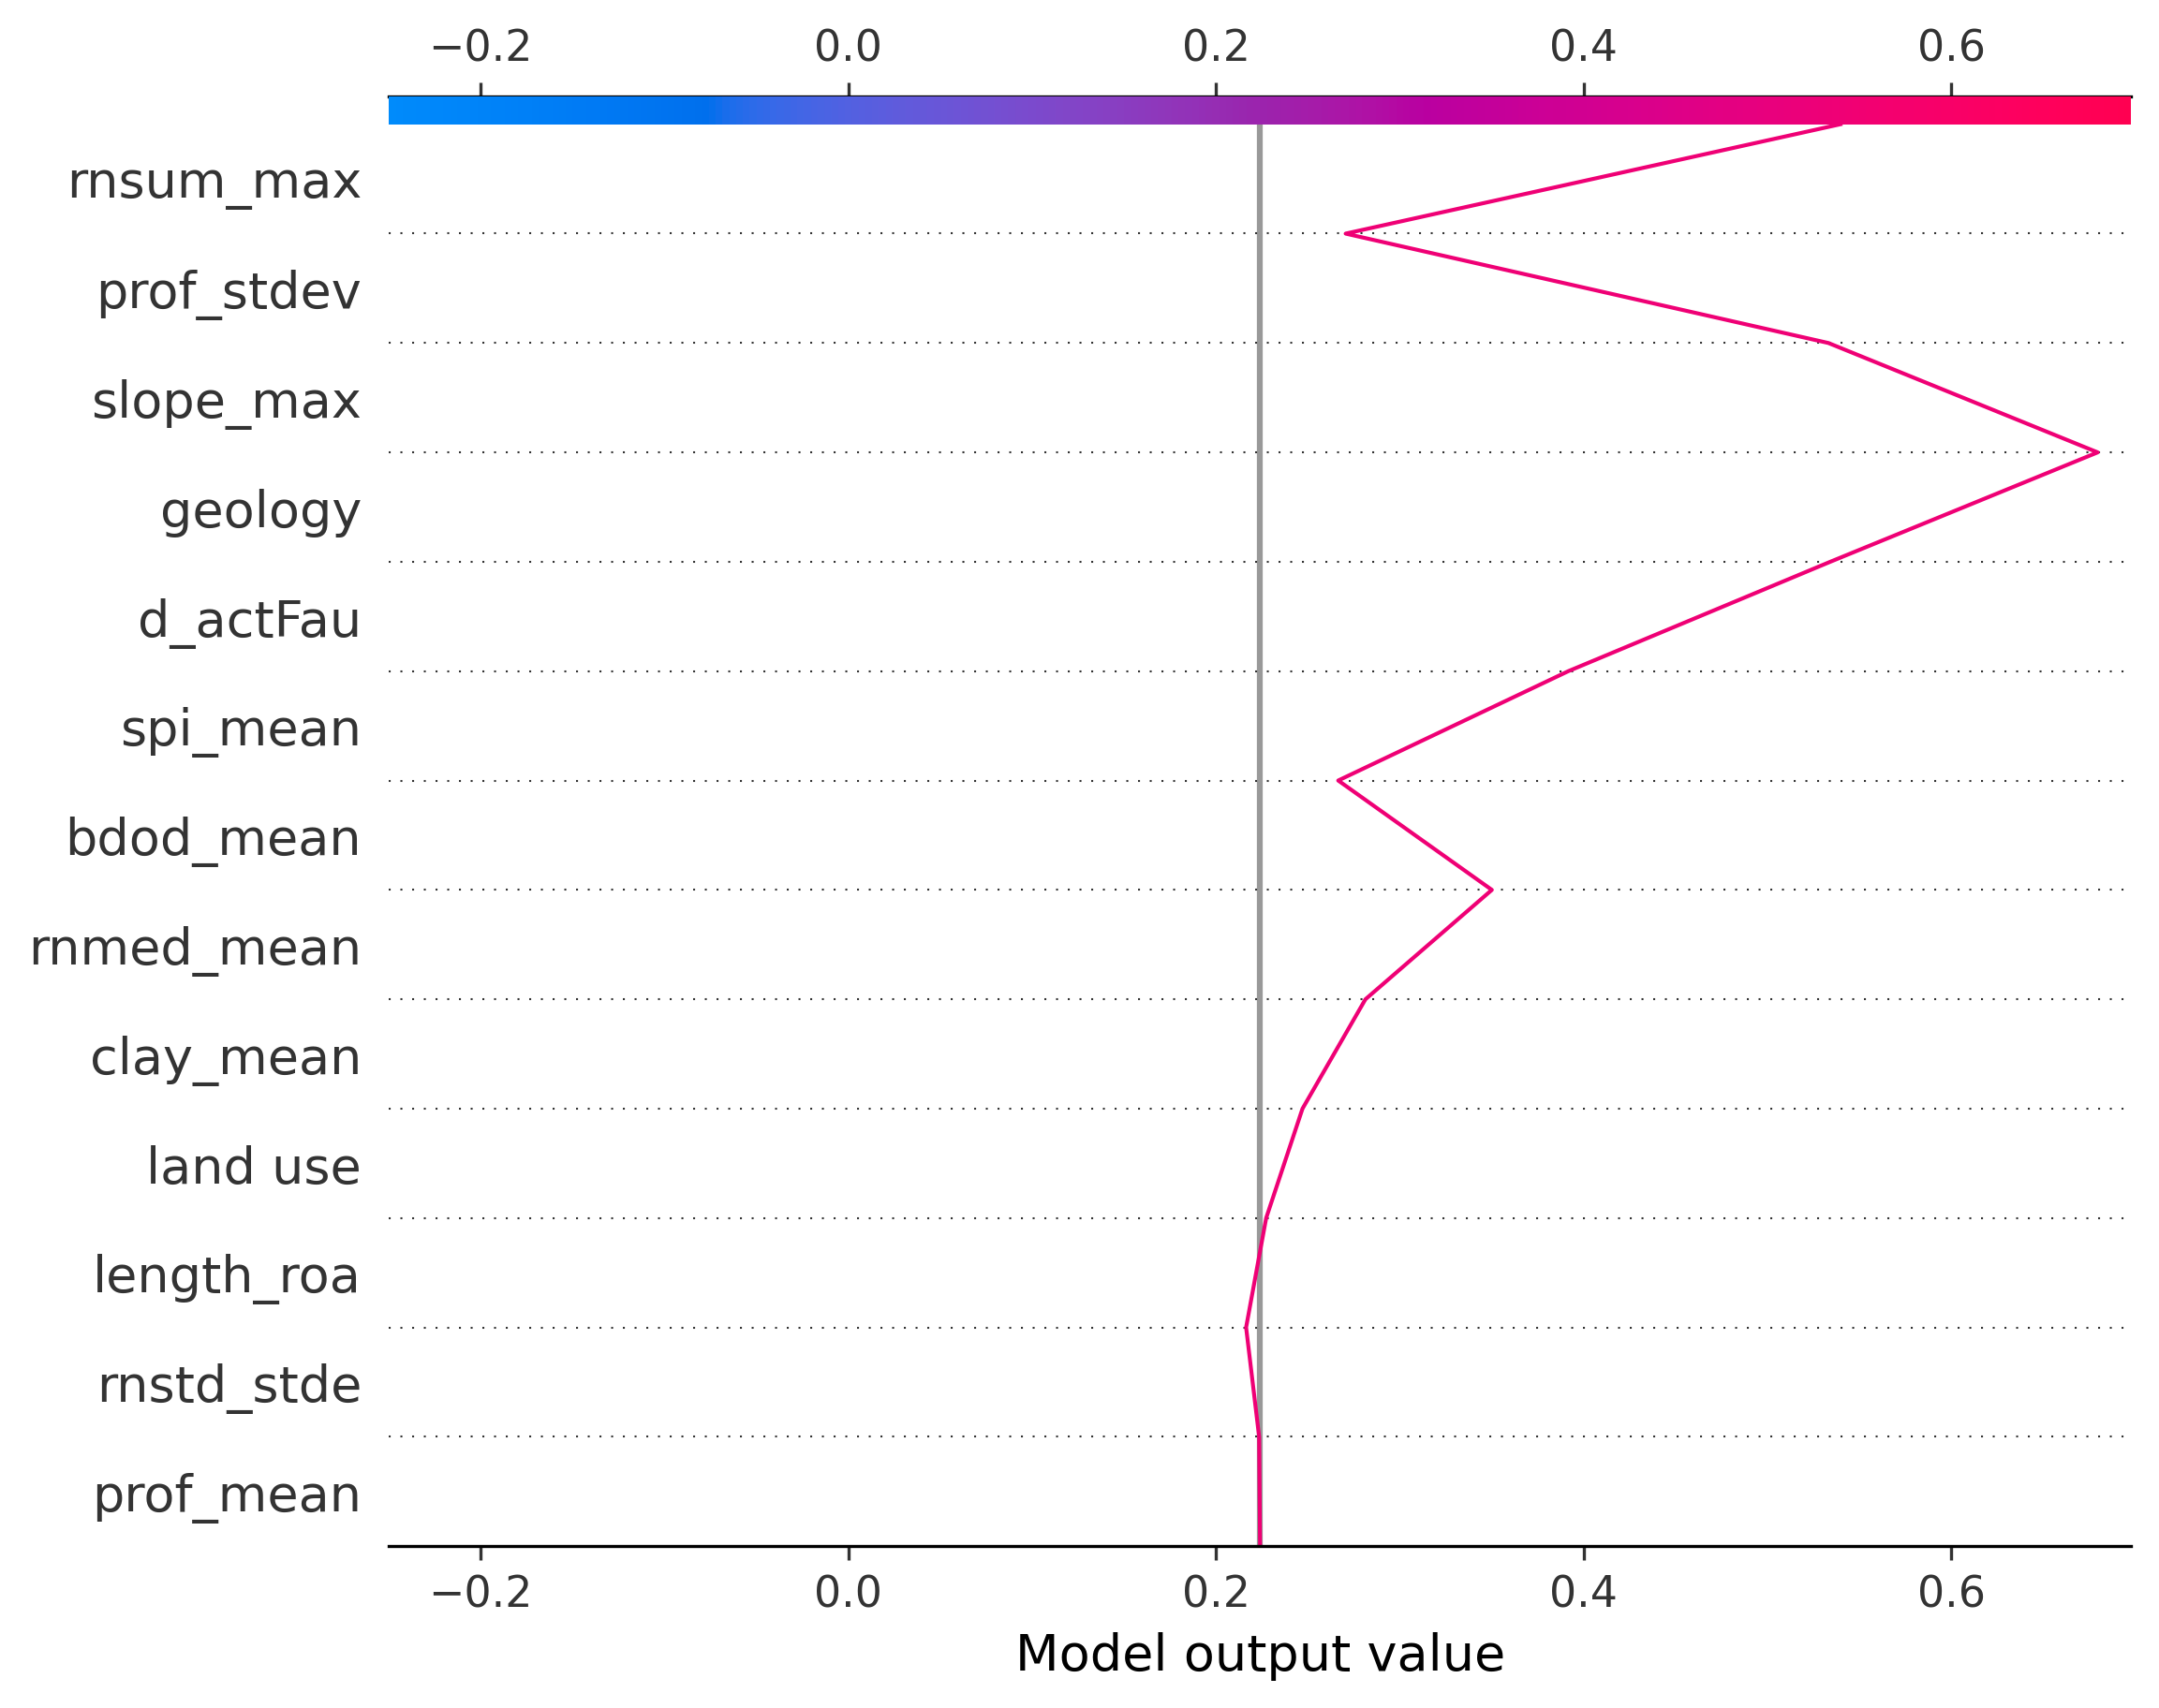 −0.2 0.0 0.2 0.4 0.6
rnsum_max
prof_stdev
slope_max
geology
d_actFau
spi_mean
bdod_mean
rnmed_mean
clay_mean
land use
length_roa
rnstd_stde
prof_mean
−0.2 0.0 0.2 0.4 0.6
Model output value